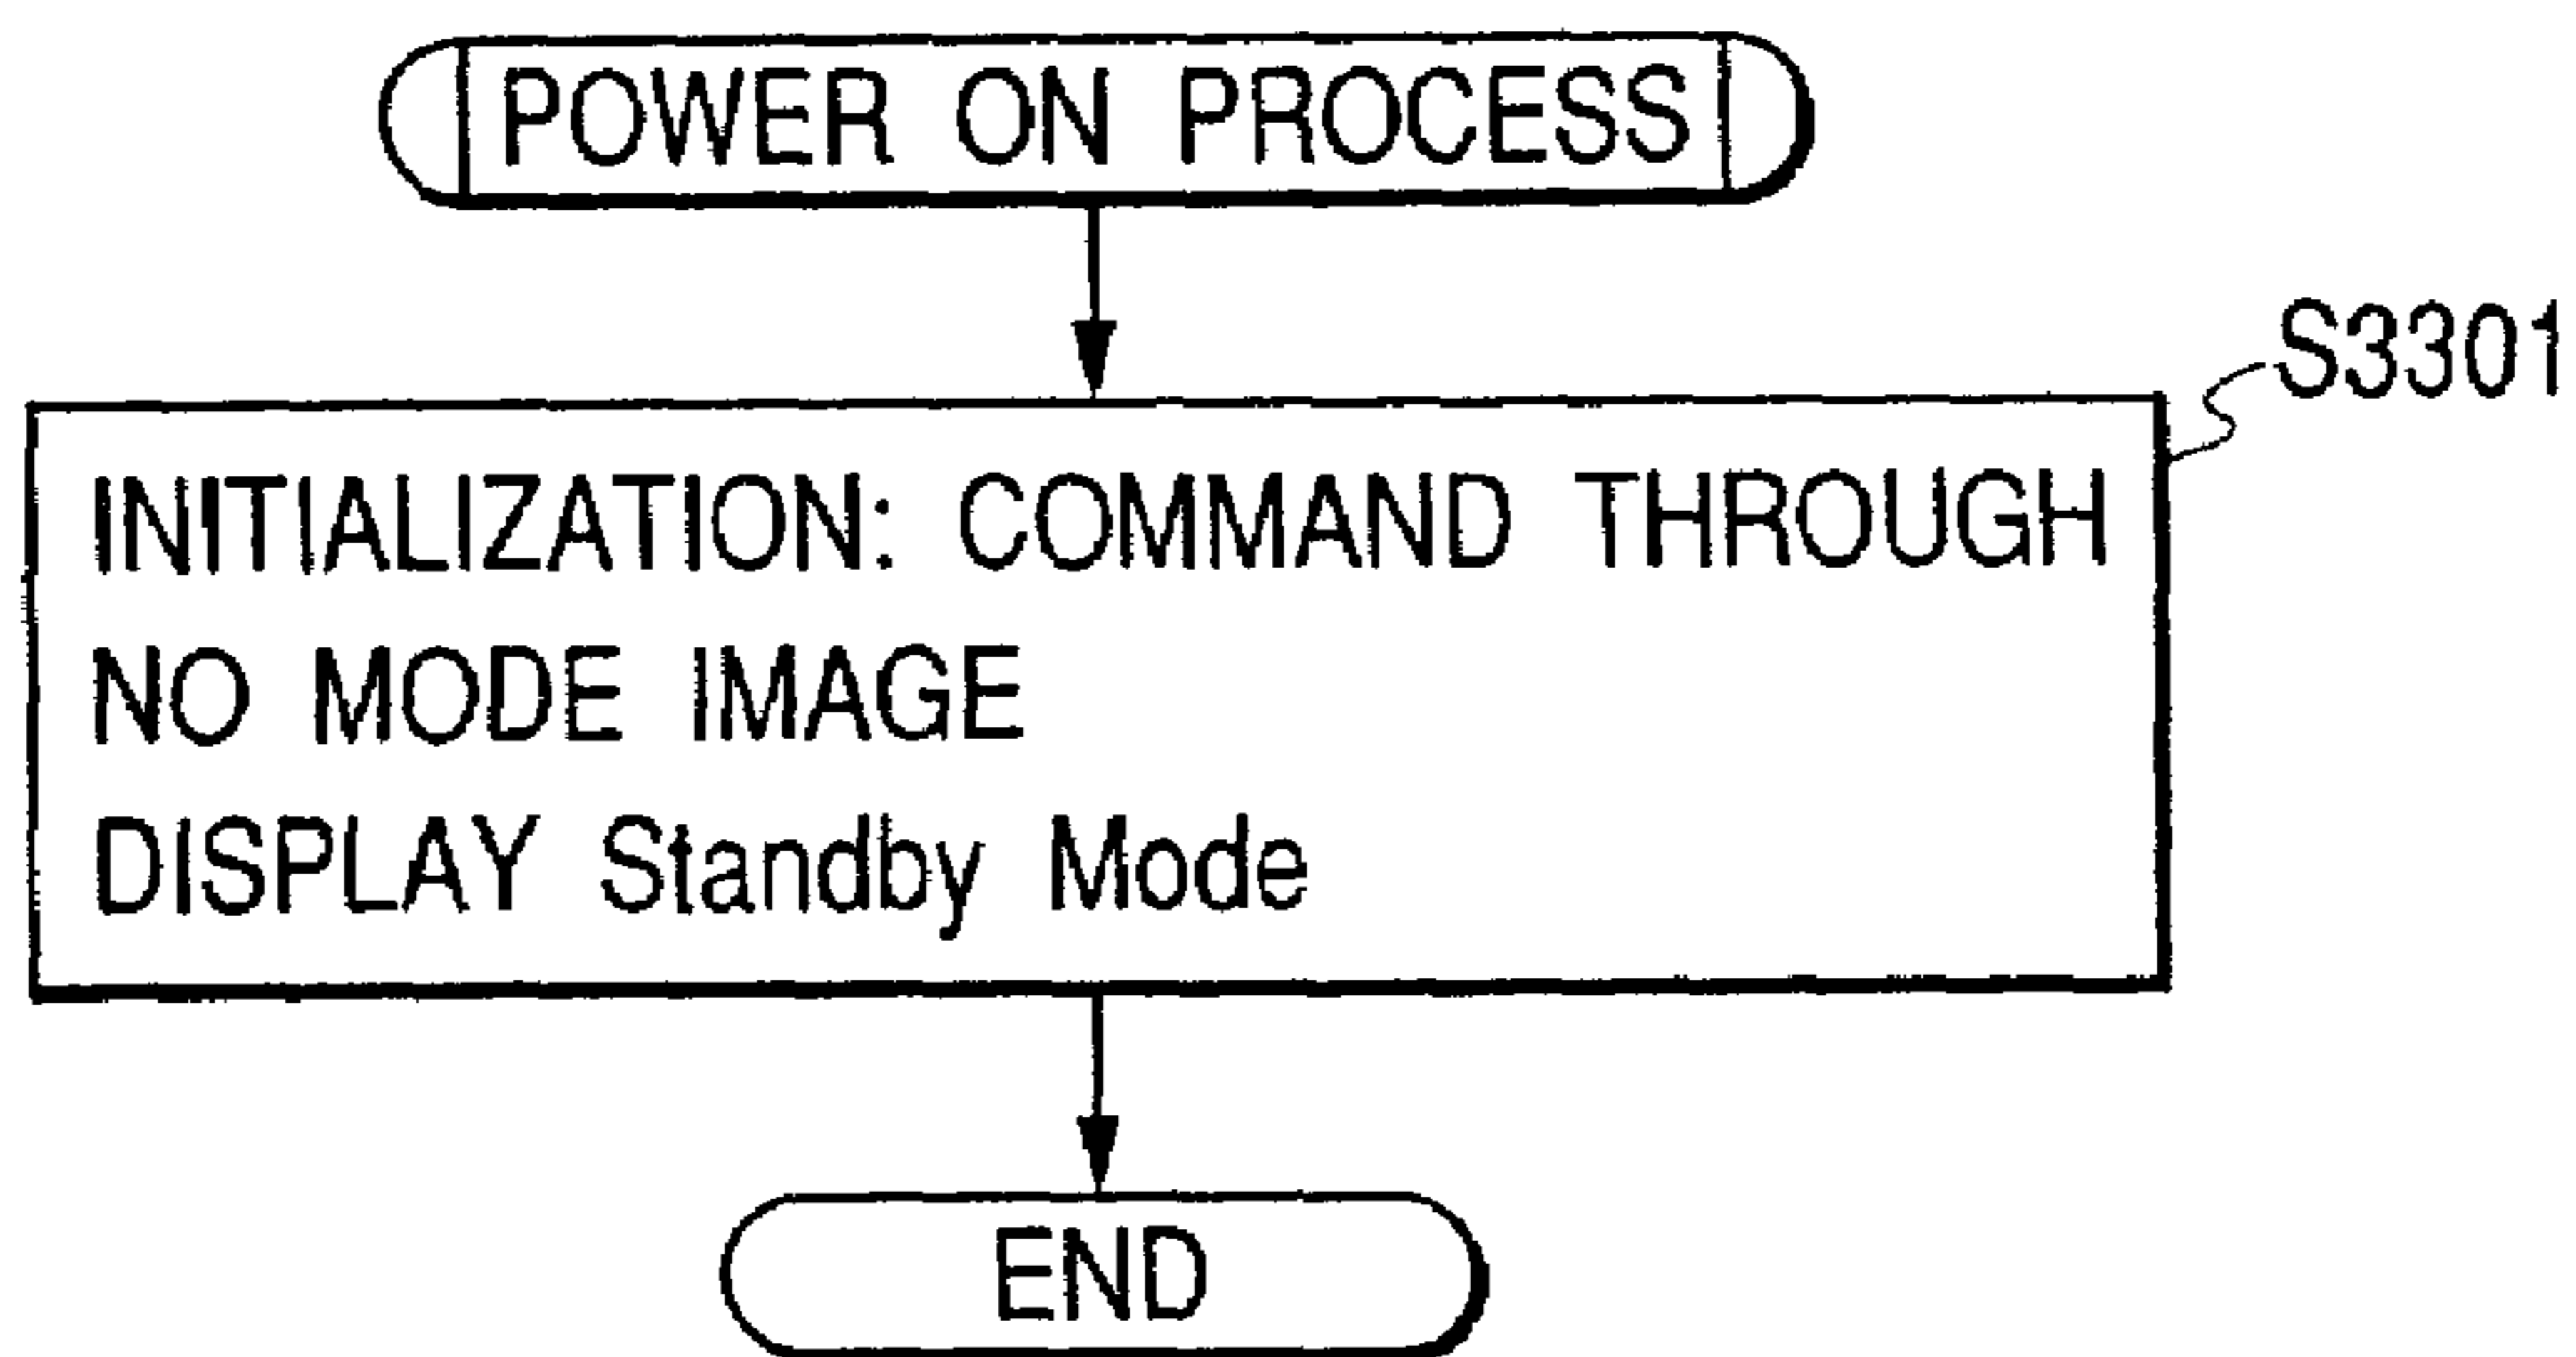 POWER ON PROCESS
S3301
INITIALIZATION: COMMAND THROUGH
NO MODE IMAGE
DISPLAY Standby Mode
END